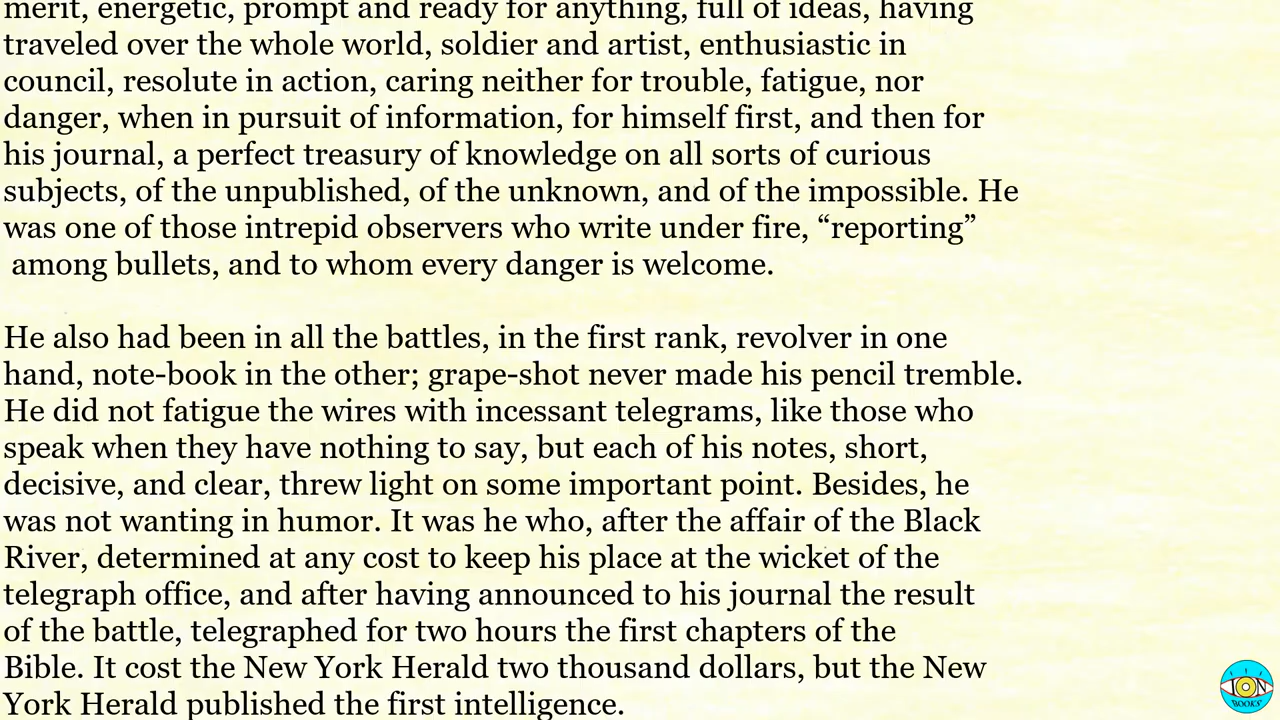 merit, energetic, prompt and ready for anything, full of ideas, having
traveled over the whole world, soldier and artist, enthusiastic in
council, resolute in action, caring neither for trouble, fatigue, nor
danger, when in pursuit of information, for himself first, and then for
his journal, a perfect treasury of knowledge on all sorts of curious
subjects, of the unpublished, of the unknown, and of the impossible. He
was one of those intrepid observers who write under fire, “reporting”
among bullets, and to whom every danger is welcome.
He also had been in all the battles, in the first rank, revolver in one
hand, note-book in the other; grape-shot never made his pencil tremble.
He did not fatigue the wires with incessant telegrams, like those who
speak when they have nothing to say, but each of his notes, short,
decisive, and clear, threw light on some important point. Besides, he
was not wanting in humor. It was he who, after the affair of the Black
River, determined at any cost to keep his place at the wicket of the
telegraph office, and after having announced to his journal the result
of the battle, telegraphed for two hours the first chapters of the
Bible. It cost the New York Herald two thousand dollars, but the New
York Herald published the first intelligence.
ION
BOOKS